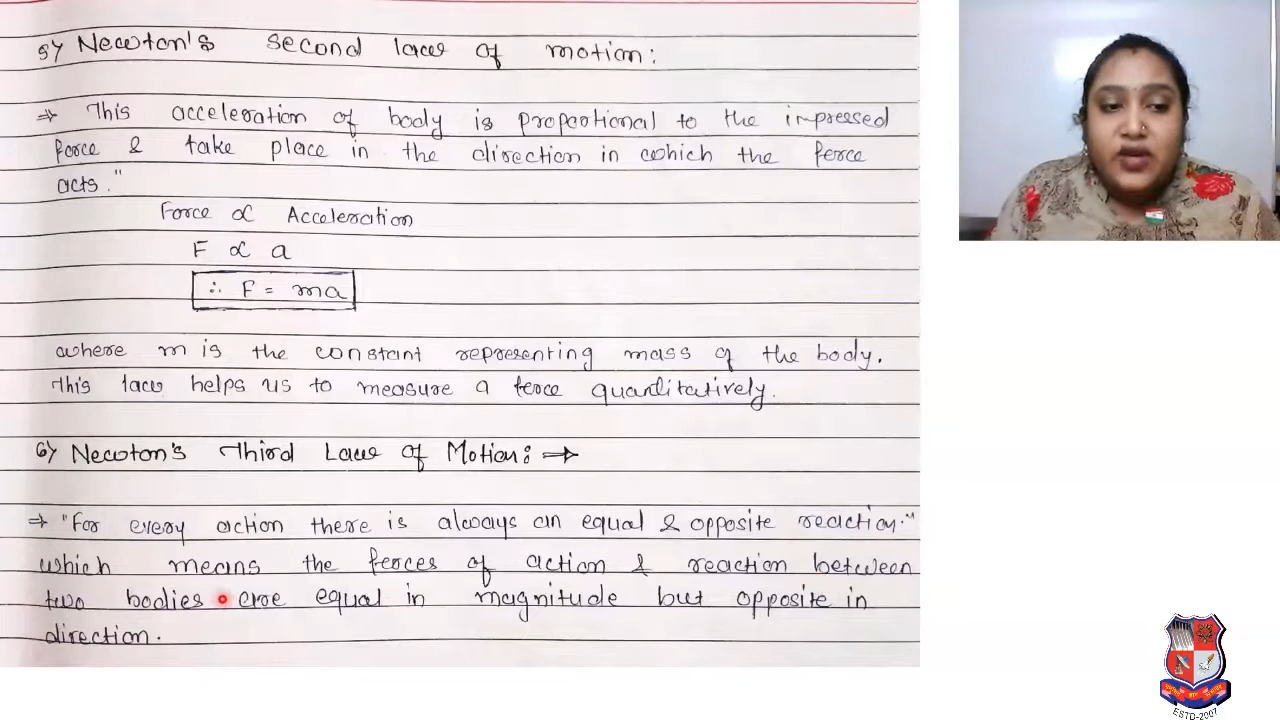 5) Newton's second law of motion:
⇒ This acceleration of body is proportional to the impressed
force & take place in the direction in which the force
acts."
Force ∝ Acceleration
F ∝ a
∴ F = ma
where m is the constant representing mass of the body.
This law helps us to measure a force quantitatively.
6) Newton's Third Law of Motion: ⇒
⇒ "For every action there is always an equal & opposite reaction."
which means the forces of action & reaction between
two bodies are equal in magnitude but opposite in
direction.
ESTD-2007